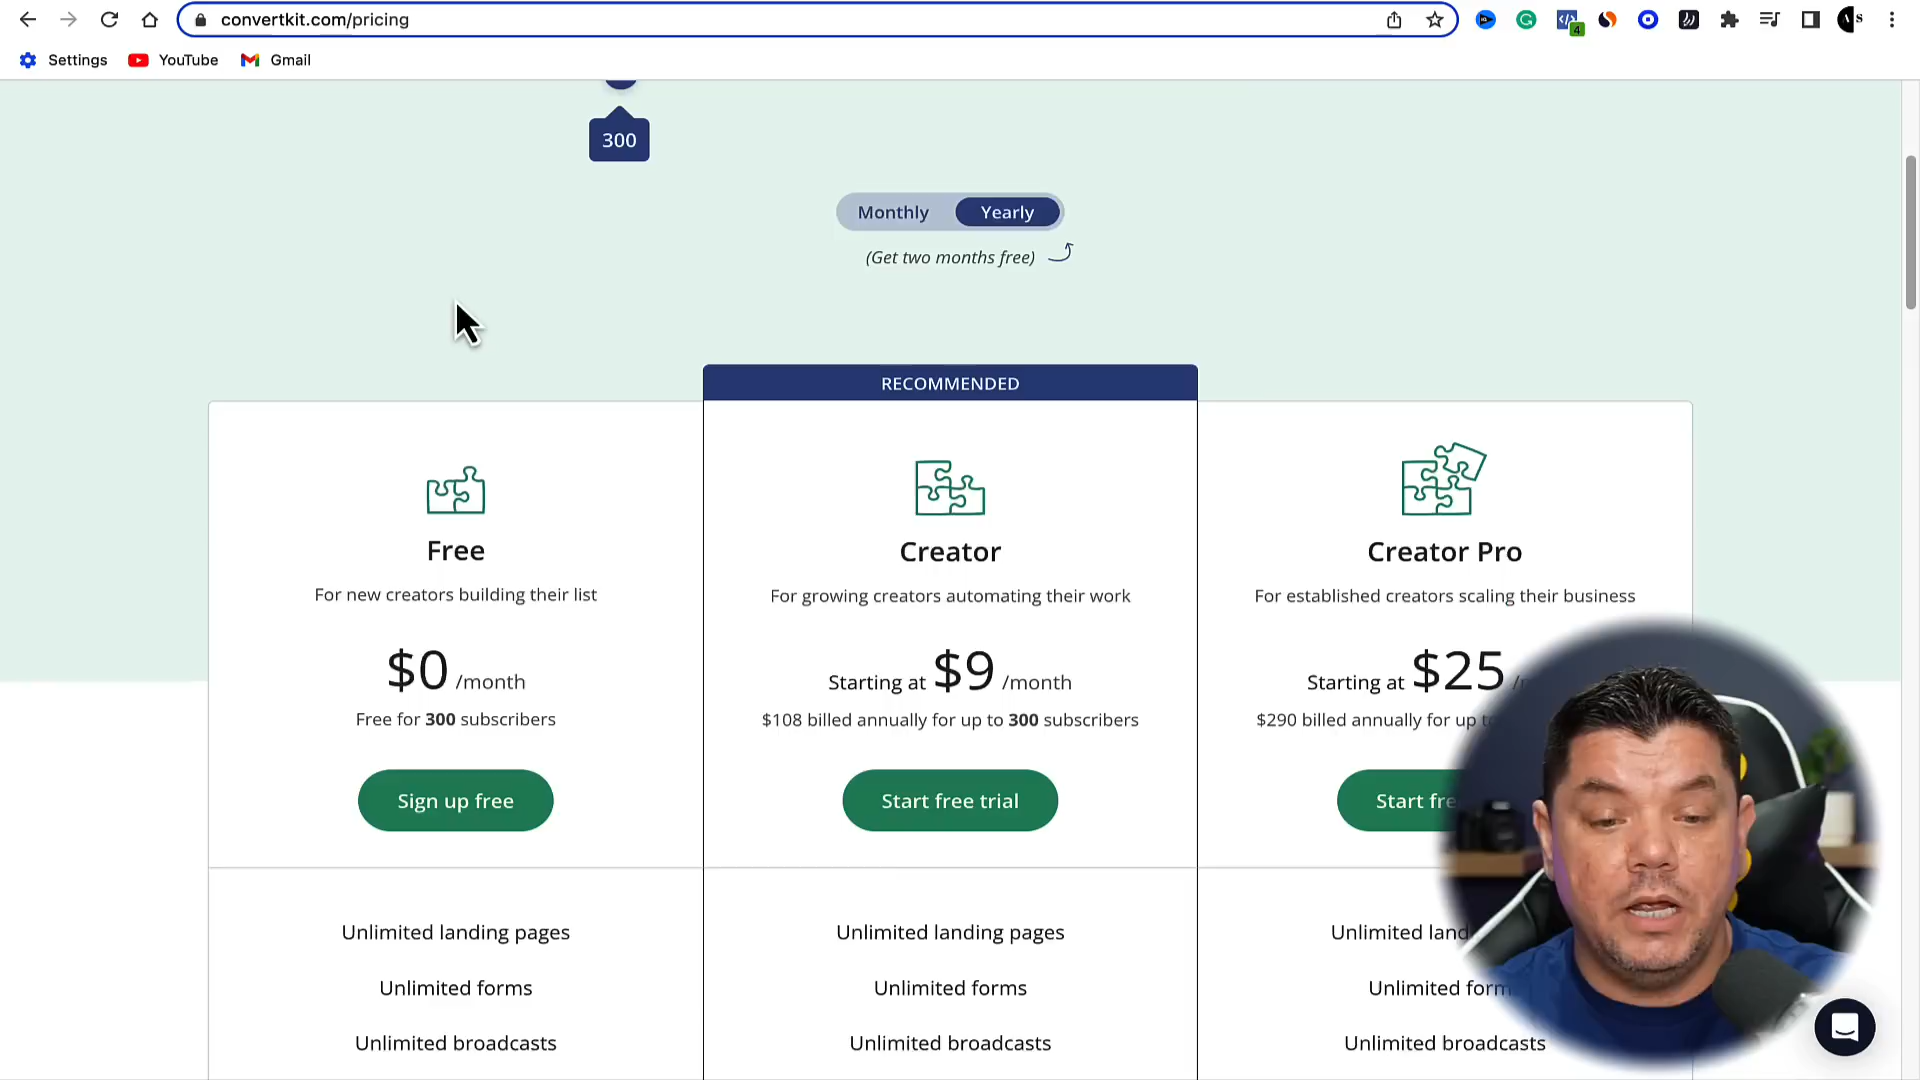 convertkit.com/pricing
4
Settings
YouTube
Gmail
300
Monthly
Yearly
(Get two months free)
RECOMMENDED
Free
For new creators building their list
$0 /month
Free for 300 subscribers
Sign up free
Unlimited landing pages
Unlimited forms
Unlimited broadcasts
Creator
For growing creators automating their work
Starting at $9 /month
$108 billed annually for up to 300 subscribers
Start free trial
Unlimited landing pages
Unlimited forms
Unlimited broadcasts
Creator Pro
For established creators scaling their business
Starting at $25
$290 billed annually for up
Start
Unlimited
Unlimited
Unlimited broadcasts